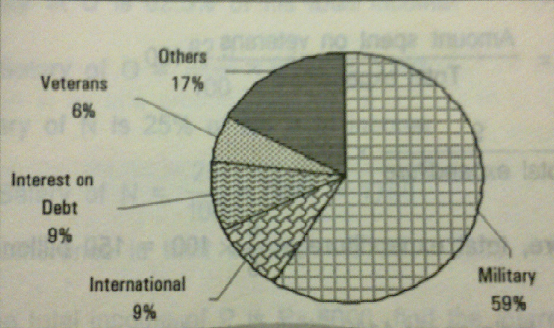 Others
17%
Veterans
6%
Interest on
Debt
9%
International
9%
Military
59%